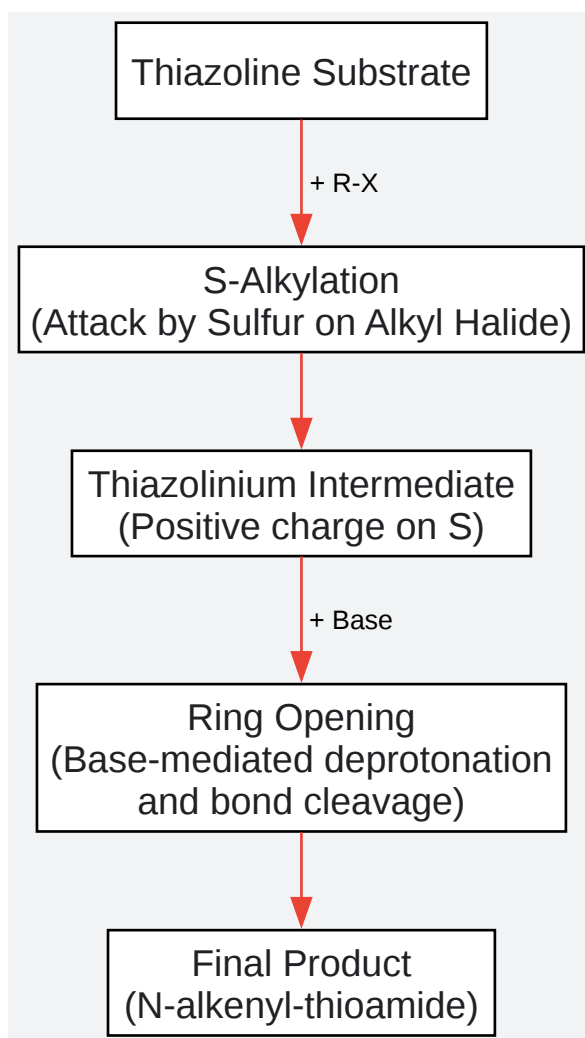 Thiazoline Substrate
+ R-X
S-Alkylation
(Attack by Sulfur on Alkyl Halide)
Thiazolinium Intermediate
(Positive charge on S)
+ Base
Ring Opening
(Base-mediated deprotonation
and bond cleavage)
Final Product
(N-alkenyl-thioamide)